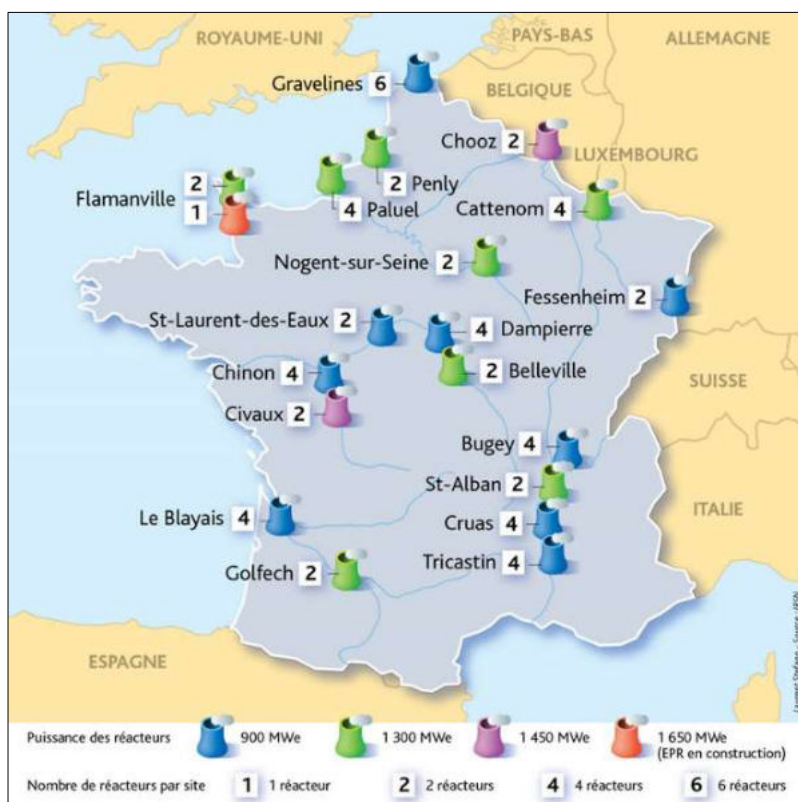 ROYAUME-UNI
PAYS-BAS
ALLEMAGNE
Gravelines 6
BELGIQUE
Chooz 2
LUXEMBOURG
2
Flamanville
1
2 Penly
4 Paluel
Cattenom 4
Nogent-sur-Seine 2
Fessenheim 2
St-Laurent-des-Eaux 2
4 Dampierre
Chinon 4
2 Belleville
SUISSE
Civaux 2
Bugey 4
St-Alban 2
ITALIE
Le Blayais 4
Cruas 4
Golfech 2
Tricastin 4
ESPAGNE
Source : IRSN
Puissance des réacteurs 900 MWe 1 300 MWe 1 450 MWe 1 650 MWe
(EPR en construction)
Nombre de réacteurs par site 1 1 réacteur 2 2 réacteurs 4 4 réacteurs 6 6 réacteurs